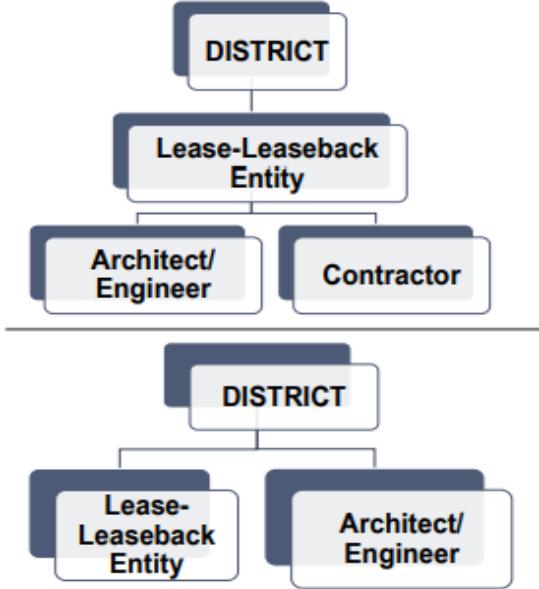 DISTRICT
Lease-Leaseback
Entity
Architect/
Engineer
Contractor
DISTRICT
Lease-
Leaseback
Entity
Architect/
Engineer